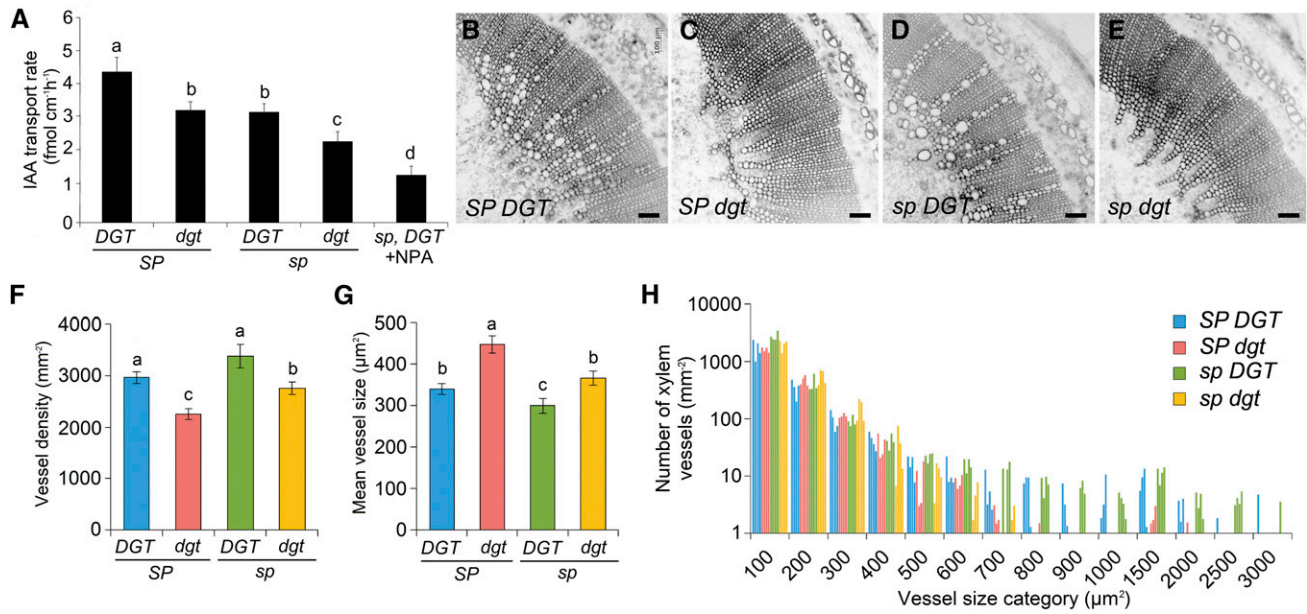 A
IAA transport rate
(fmol cm⁻¹h⁻¹)
6
5
4
3
2
1
0
a
b
b
c
d
DGT dgt DGT dgt sp, DGT
+NPA
SP sp
B
100 µm
SP DGT
C
SP dgt
D
sp DGT
E
sp dgt
F
Vessel density (mm⁻²)
4000
3000
2000
1000
0
a
c
a
b
DGT dgt DGT dgt
SP sp
G
Mean vessel size (µm²)
500
400
300
200
100
0
b
a
c
b
DGT dgt DGT dgt
SP sp
H
Number of xylem
vessels (mm⁻²)
10000
1000
100
10
1
SP DGT
SP dgt
sp DGT
sp dgt
100 200 300 400 500 600 700 800 900 1000 1500 2000 2500 3000
Vessel size category (µm²)